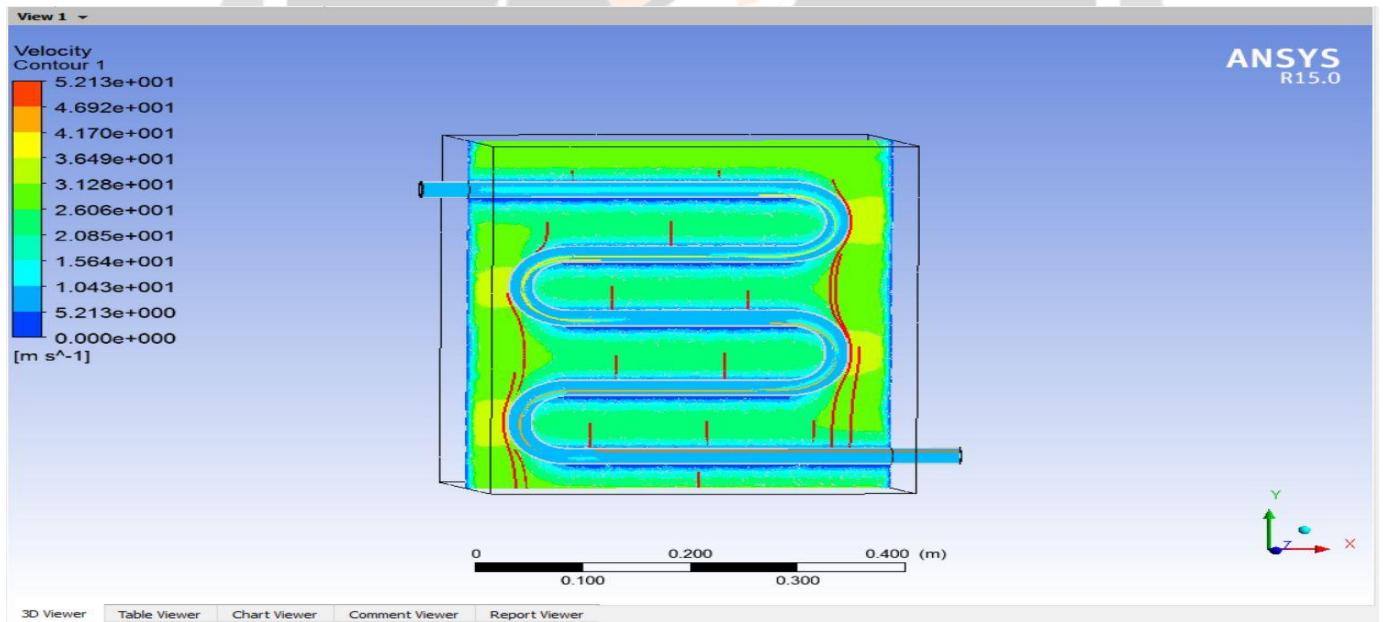 View 1
Velocity
Contour 1
5.213e+001
4.692e+001
4.170e+001
3.649e+001
3.128e+001
2.606e+001
2.085e+001
1.564e+001
1.043e+001
5.213e+000
0.000e+000
[m s^-1]
ANSYS
R15.0
Y
Z
X
0 0.200 0.400 (m)
0.100 0.300
3D Viewer Table Viewer Chart Viewer Comment Viewer Report Viewer